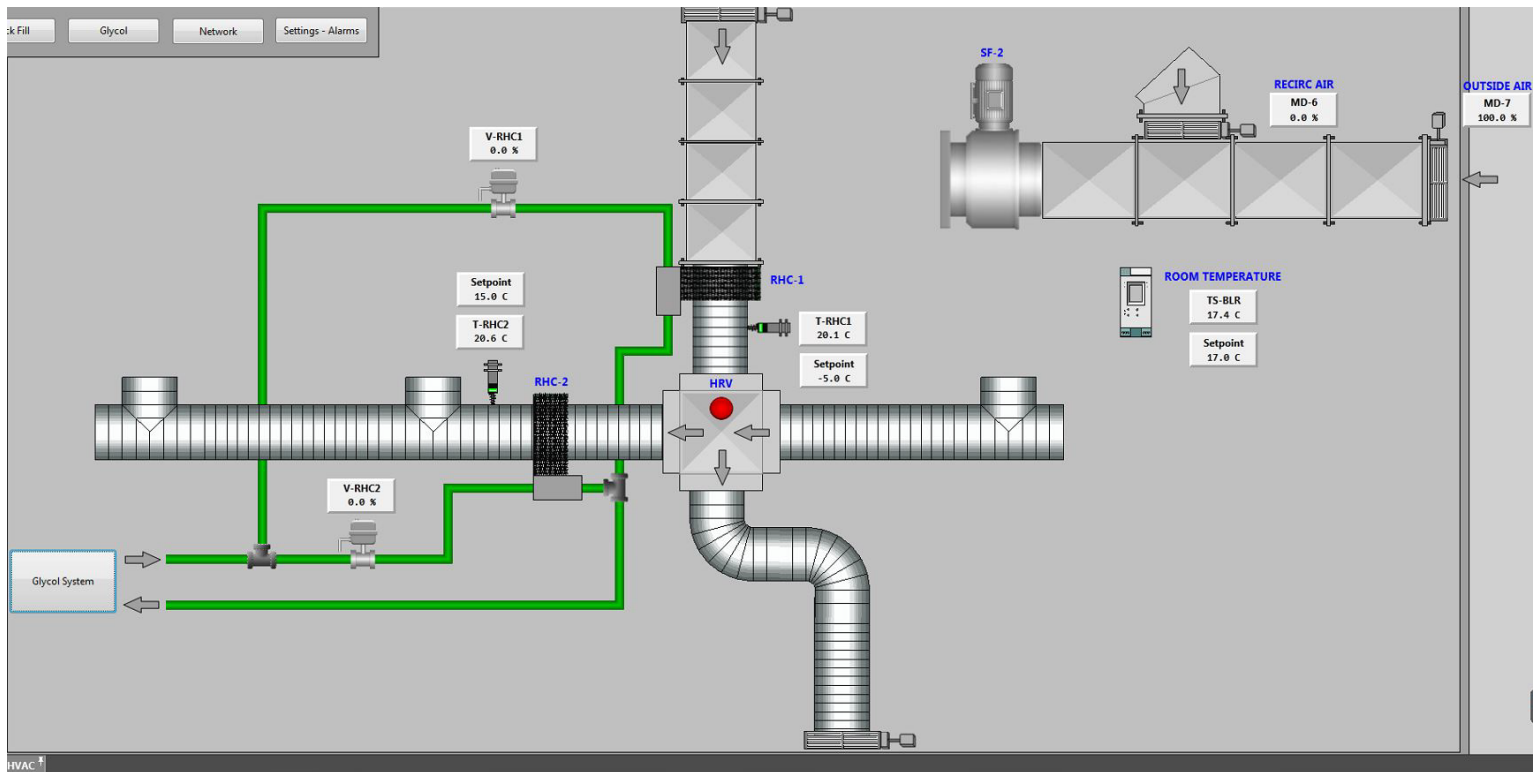 ck Fill
Glycol
Network
Settings - Alarms
SF-2
RECIRC AIR
MD-6
0.0 %
OUTSIDE AIR
MD-7
100.0 %
V-RHC1
0.0 %
Setpoint
15.0 C
T-RHC2
20.6 C
RHC-1
T-RHC1
20.1 C
Setpoint
-5.0 C
ROOM TEMPERATURE
TS-BLR
17.4 C
Setpoint
17.0 C
RHC-2
HRV
V-RHC2
0.0 %
Glycol System
HVAC